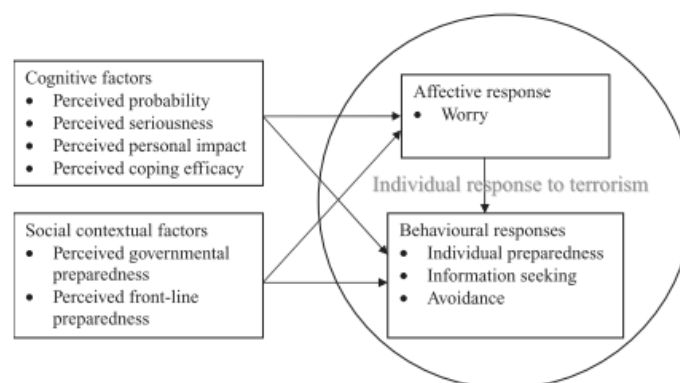 Cognitive factors
• Perceived probability
• Perceived seriousness
• Perceived personal impact
• Perceived coping efficacy
Social contextual factors
• Perceived governmental
preparedness
• Perceived front-line
preparedness
Affective response
• Worry
Individual response to terrorism
Behavioural responses
• Individual preparedness
• Information seeking
• Avoidance